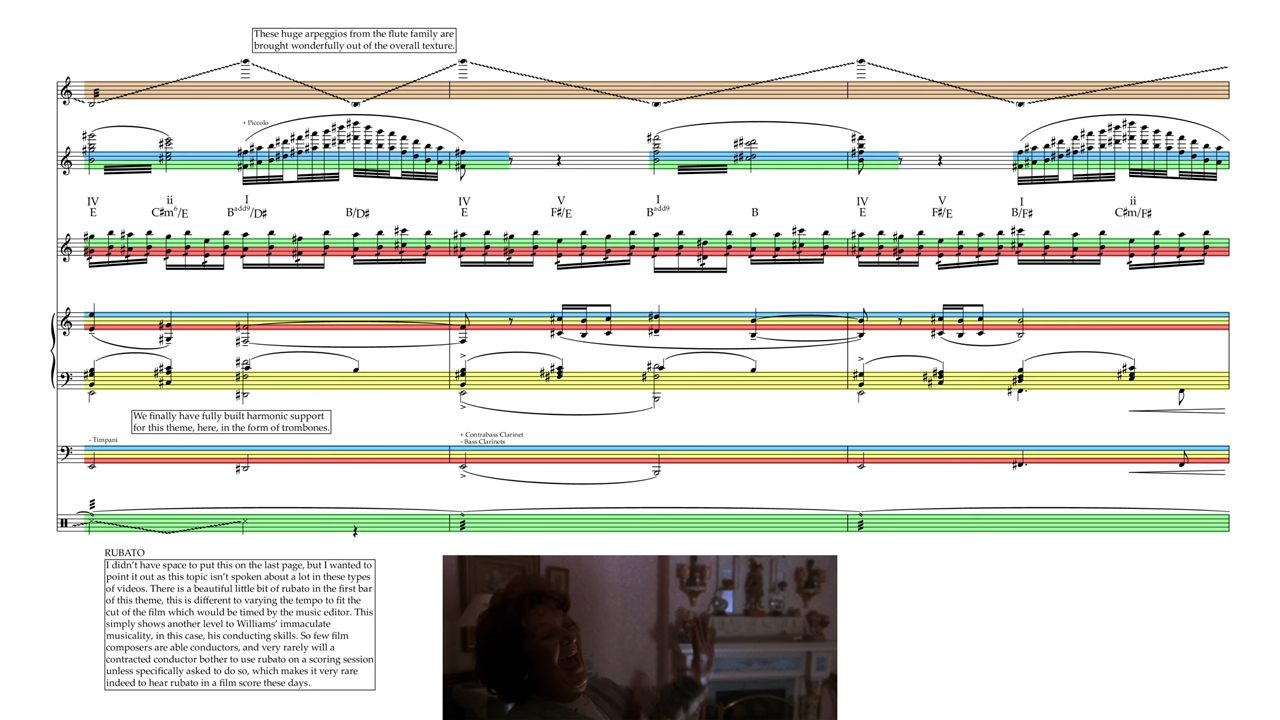 These huge arpeggios from the flute family are
brought wonderfully out of the overall texture.
+ Piccolo
IV ii I IV V I IV V I ii
E C♯m⁶/E Bᵃᵈᵈ⁹/D♯ B/D♯ E F♯/E Bᵃᵈᵈ⁹ B E F♯/E B/F♯ C♯m/F♯
We finally have fully built harmonic support
for this theme, here, in the form of trombones.
- Timpani
+ Contrabass Clarinet
- Bass Clarinets
RUBATO
I didn't have space to put this on the last page, but I wanted to
point it out as this topic isn't spoken about a lot in these types
of videos. There is a beautiful little bit of rubato in the first bar
of this theme, this is different to varying the tempo to fit the
cut of the film which would be timed by the music editor. This
simply shows another level to Williams' immaculate
musicality, in this case, his conducting skills. So few film
composers are able conductors, and very rarely will a
contracted conductor bother to use rubato on a scoring session
unless specifically asked to do so, which makes it very rare
indeed to hear rubato in a film score these days.